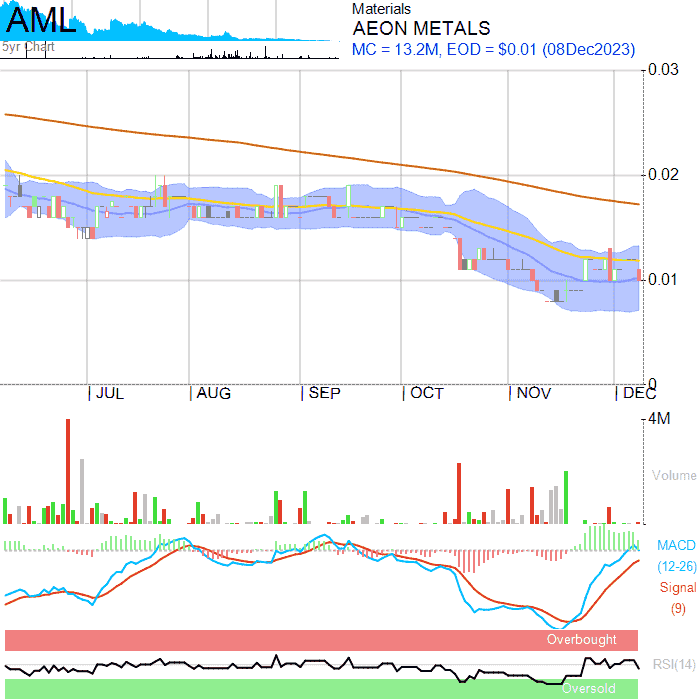 AML
5yr Chart
Materials
AEON METALS
MC = 13.2M, EOD = $0.01 (08Dec2023)
0.03
0.02
0.01
0
JUL AUG SEP OCT NOV DEC
4M
Volume
MACD
(12-26)
Signal
(9)
Overbought
RSI(14)
Oversold